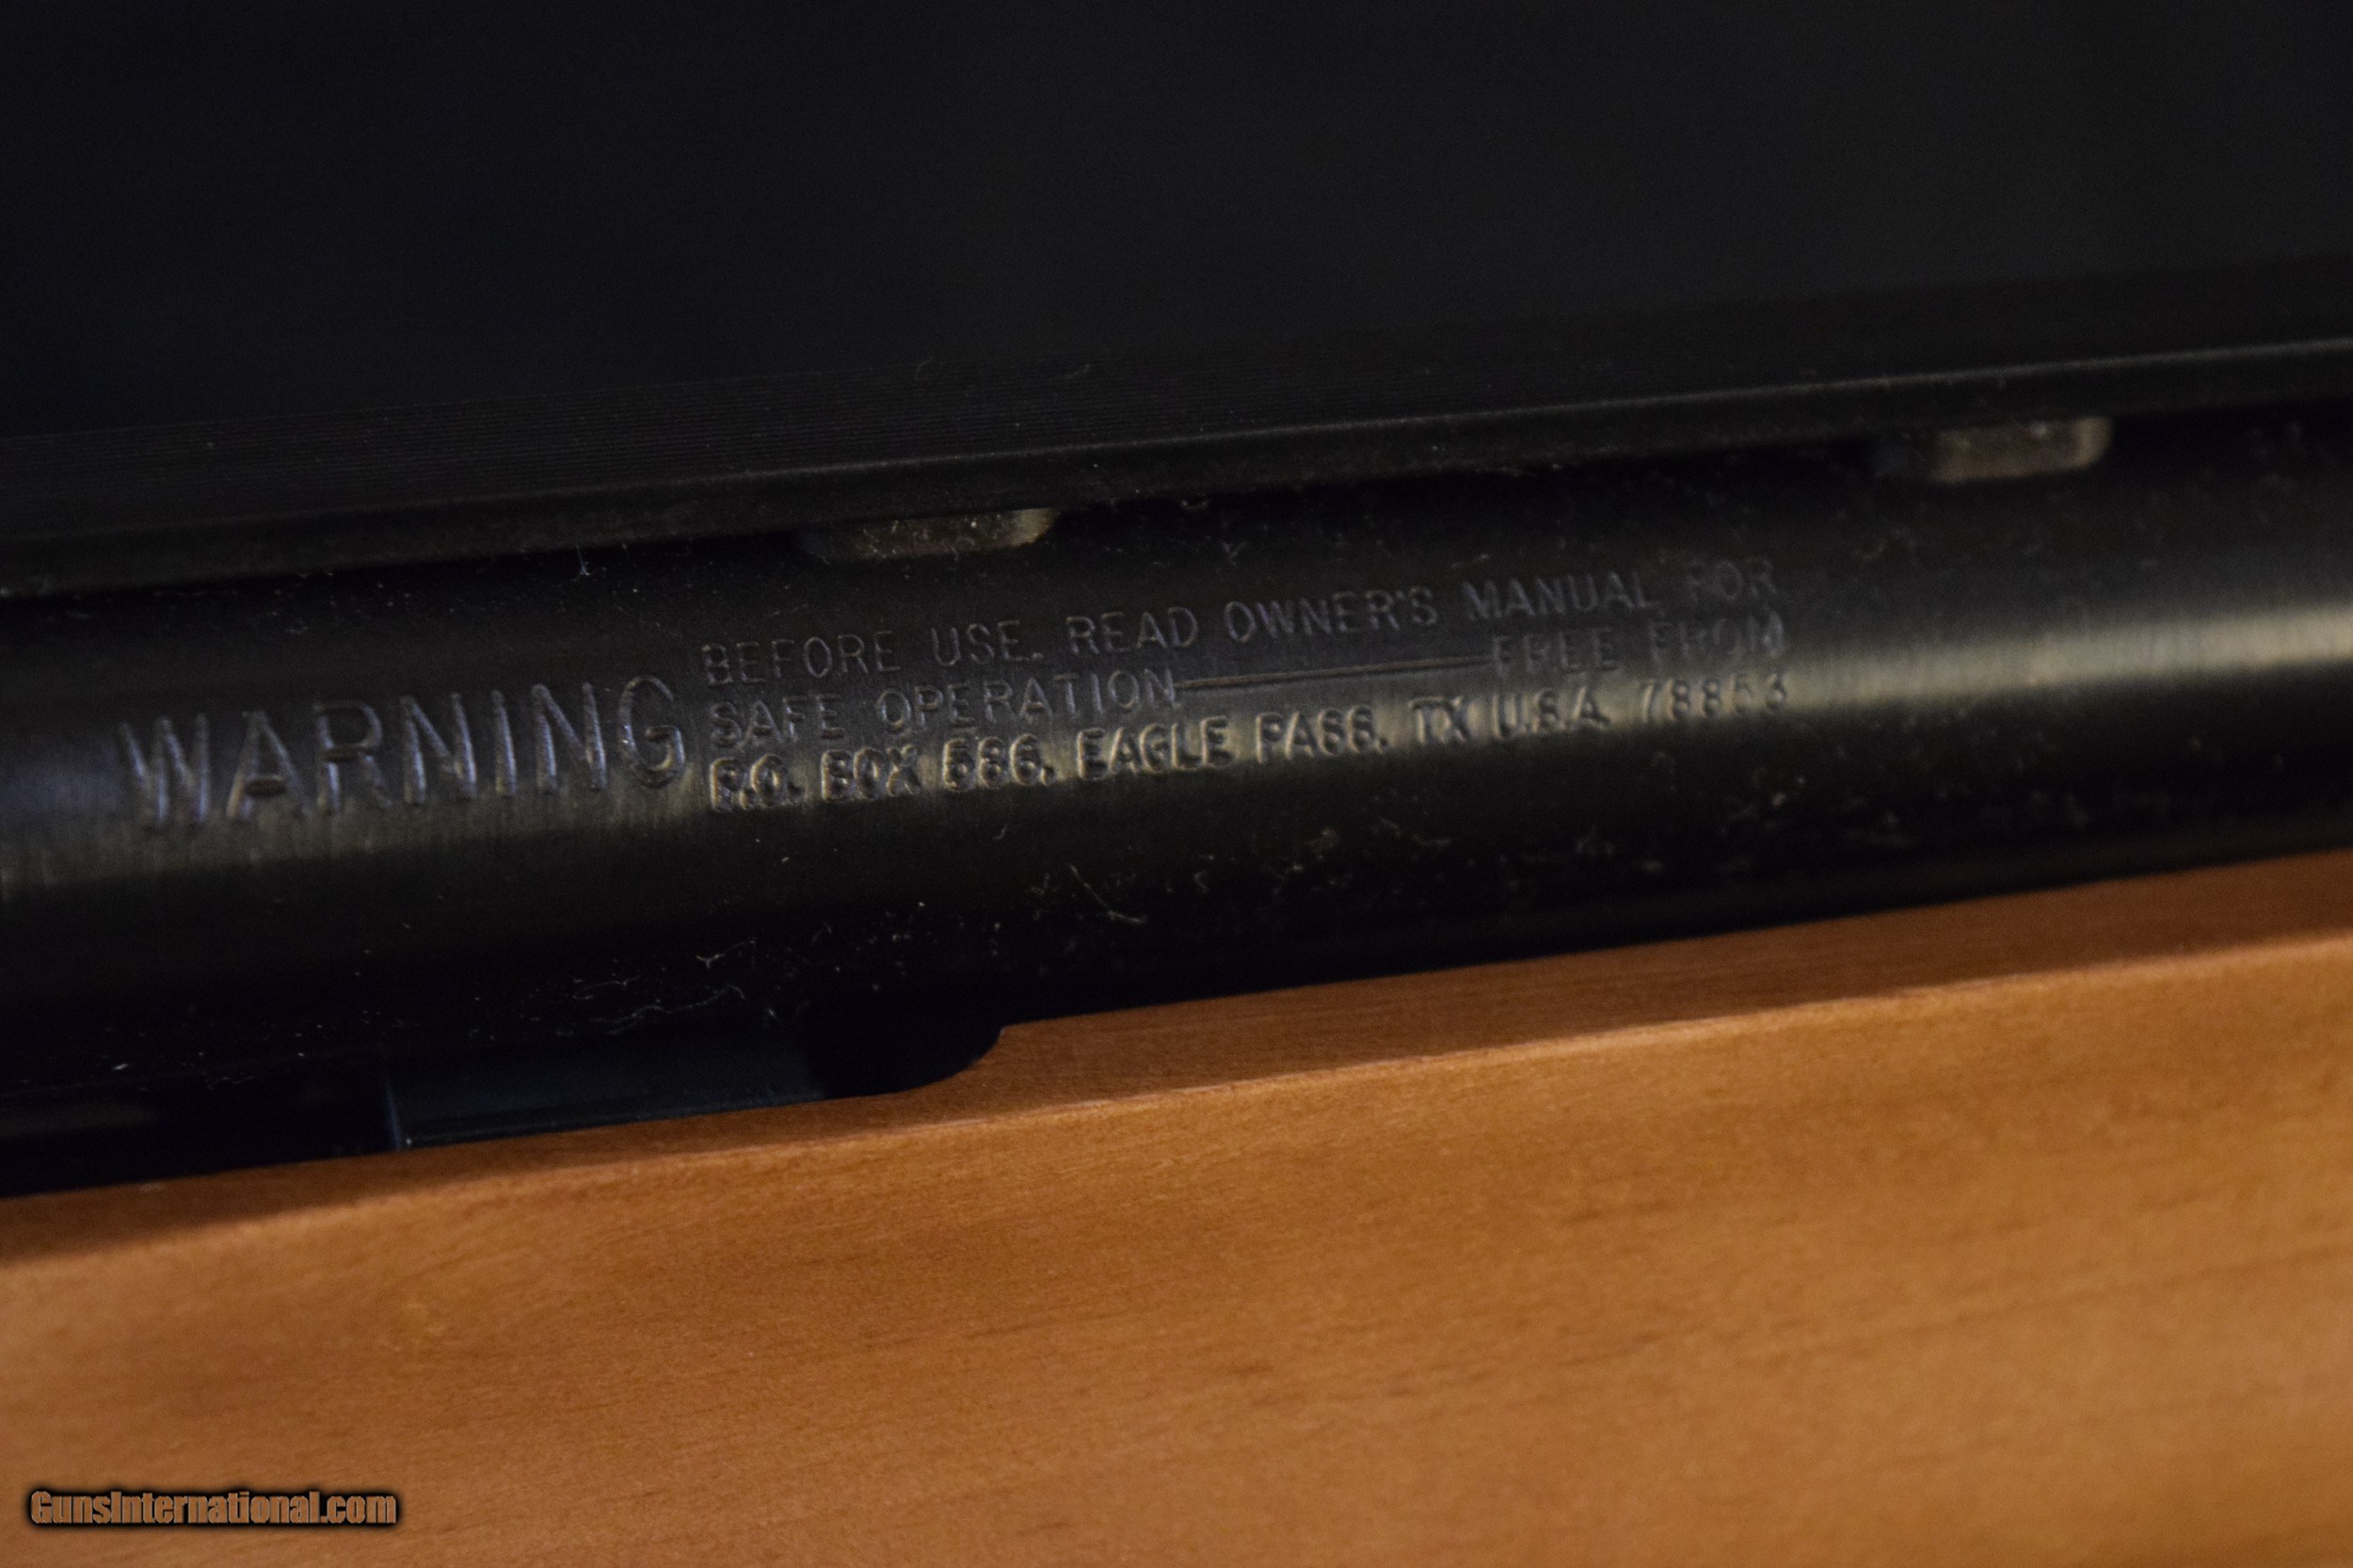 WARNING
BEFORE USE. READ OWNER'S MANUAL FOR
SAFE OPERATION———FREE FROM
P.O. BOX 586. EAGLE PASS. TX U.S.A. 78853
GunsInternational.com